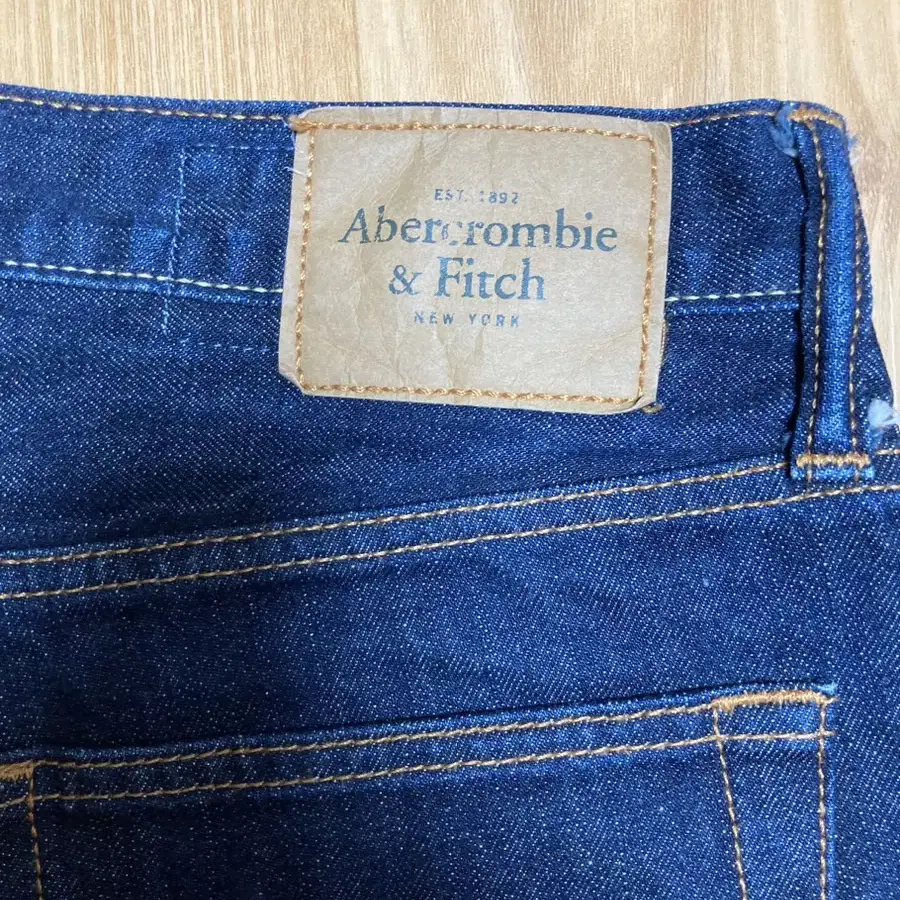 EST. 1892
Abercrombie
& Fitch
NEW YORK